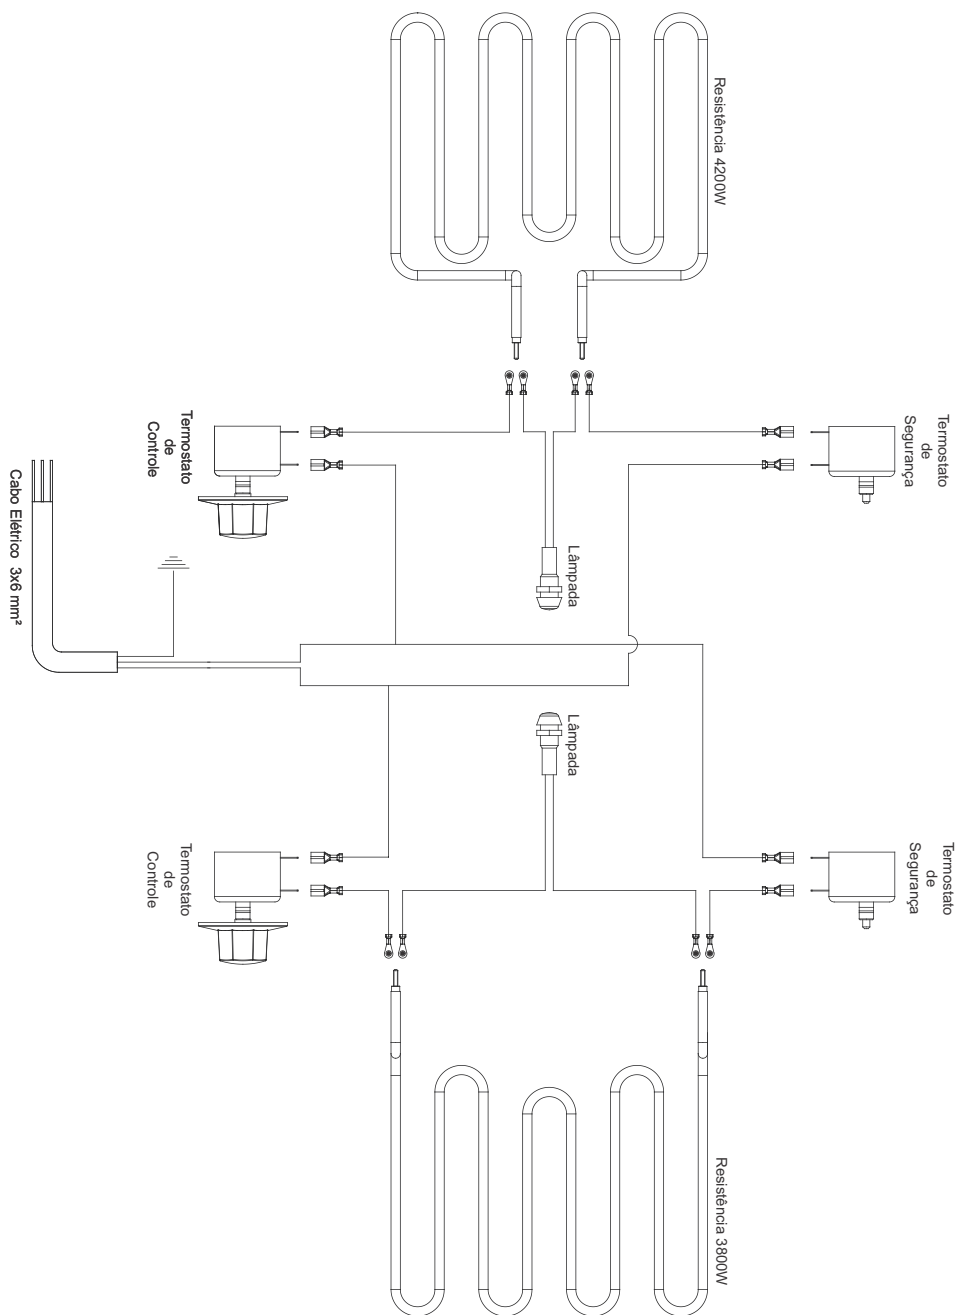 Resistência 4200W
Termostato
de
Segurança
Termostato
de
Controle
Lâmpada
Cabo Elétrico 3x6 mm²
Lâmpada
Termostato
de
Segurança
Termostato
de
Controle
Resistência 3800W